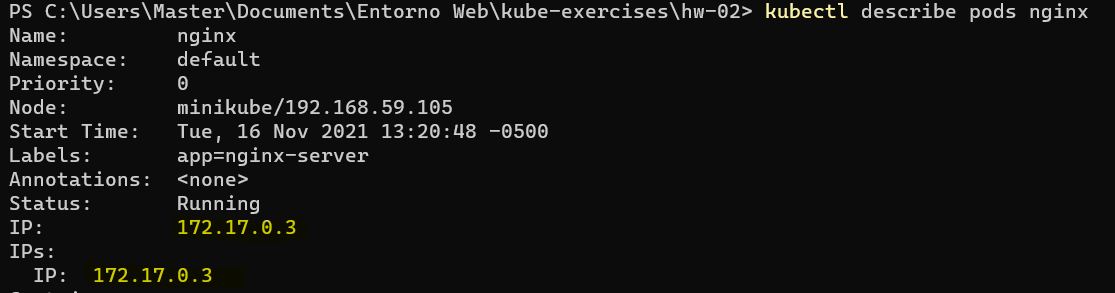 PS C:\Users\Master\Documents\Entorno Web\kube-exercises\hw-02> kubectl describe pods nginx
Name:         nginx
Namespace:    default
Priority:     0
Node:         minikube/192.168.59.105
Start Time:   Tue, 16 Nov 2021 13:20:48 -0500
Labels:       app=nginx-server
Annotations:  <none>
Status:       Running
IP:           172.17.0.3
IPs:
  IP:  172.17.0.3